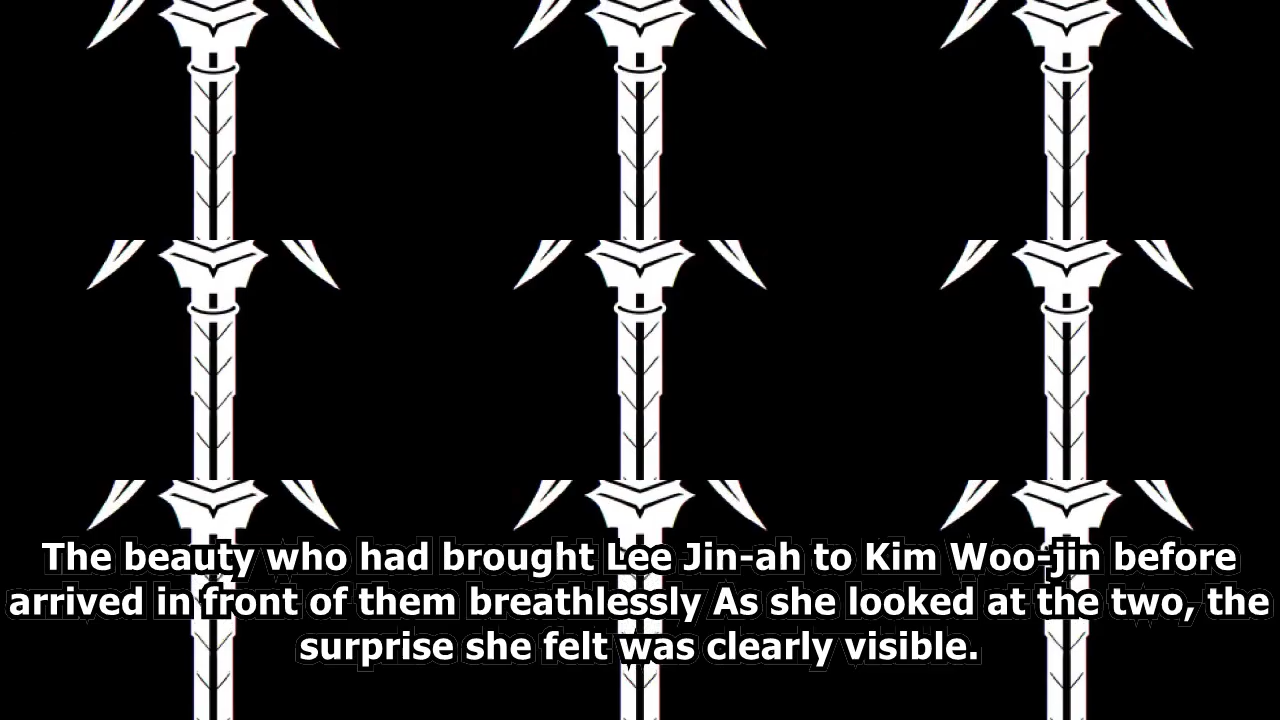 The beauty who had brought Lee Jin-ah to Kim Woo-jin before
arrived in front of them breathlessly As she looked at the two, the
surprise she felt was clearly visible.